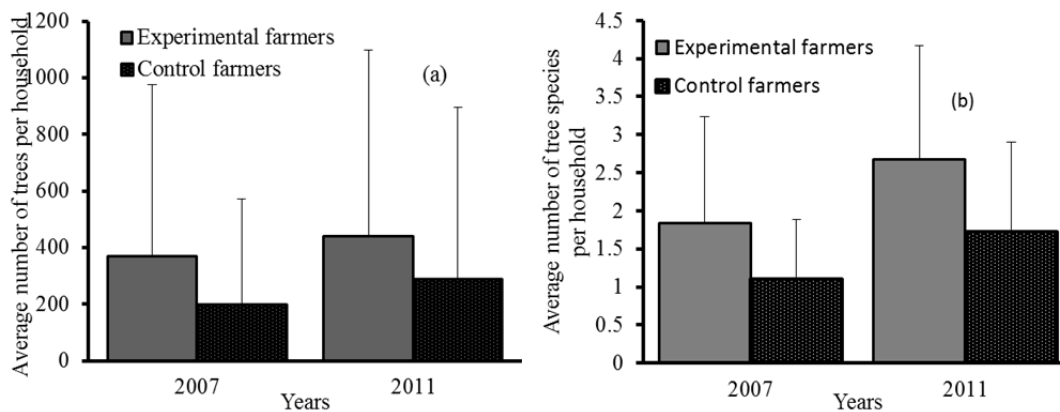 Average number of trees per household
1200
1000
800
600
400
200
0
Experimental farmers
Control farmers
(a)
2007
2011
Years
Average number of tree species
per household
4.5
4
3.5
3
2.5
2
1.5
1
0.5
0
Experimental farmers
Control farmers
(b)
2007
2011
Years